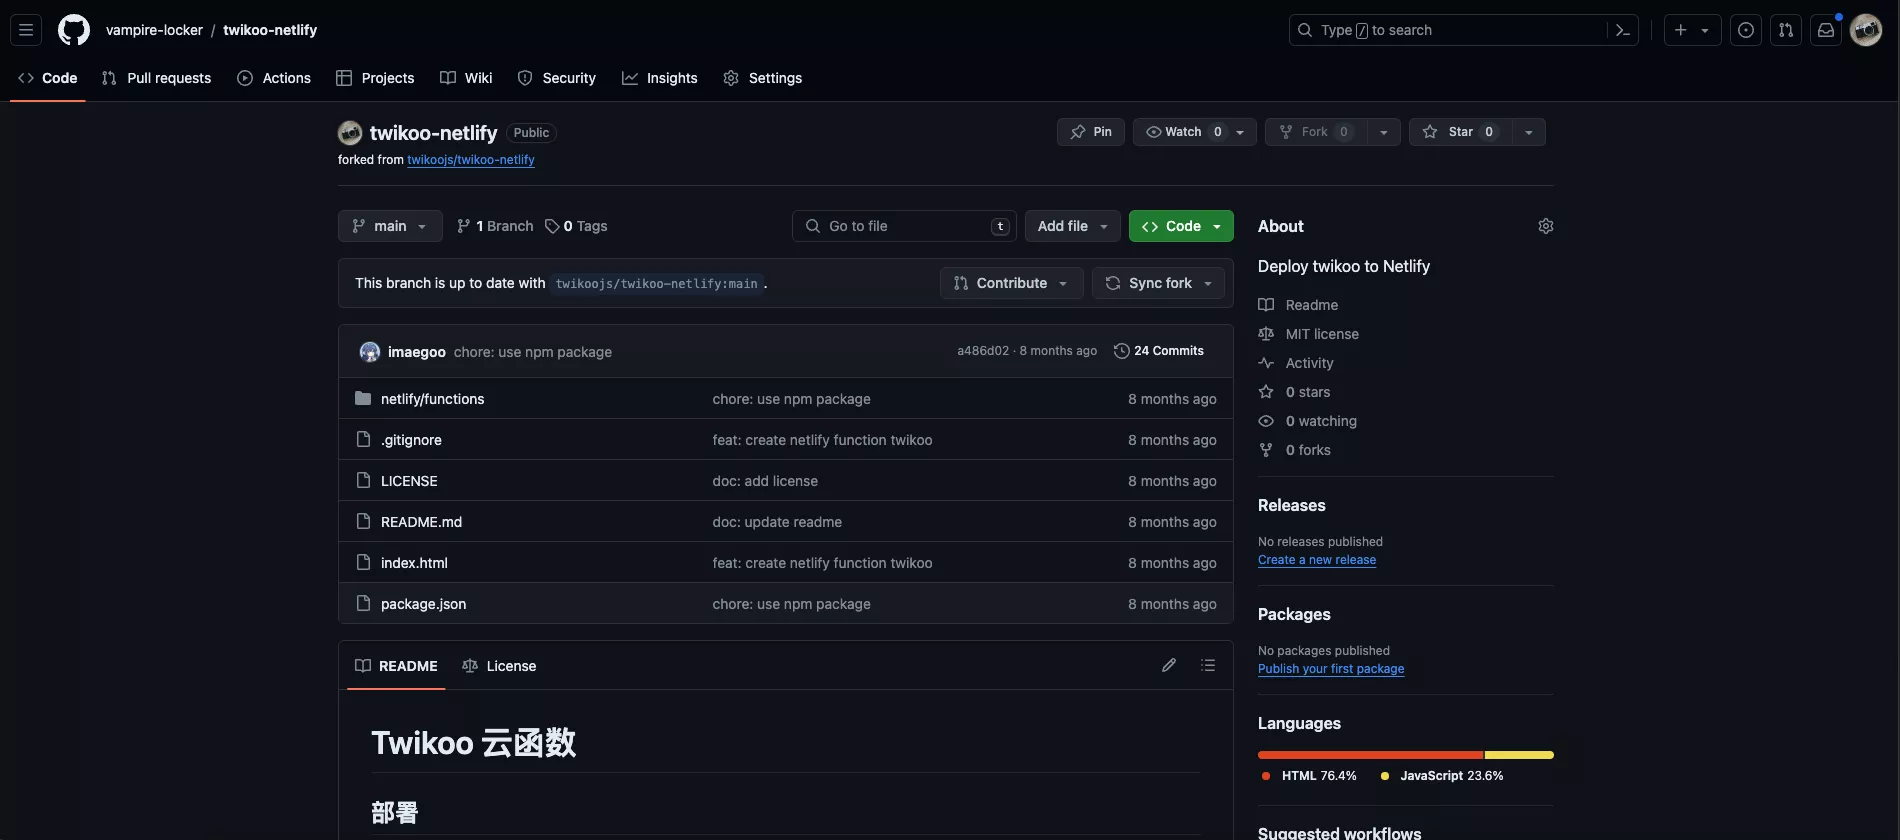 vampire-locker / twikoo-netlify
Type / to search
Code Pull requests Actions Projects Wiki Security Insights Settings
twikoo-netlify Public
Pin Watch 0 Fork 0 Star 0
forked from twikoojs/twikoo-netlify
main 1 Branch 0 Tags
Go to file t Add file Code
This branch is up to date with twikoojs/twikoo-netlify:main .
Contribute Sync fork
imaegoo chore: use npm package a486d02 · 8 months ago 24 Commits
netlify/functions chore: use npm package 8 months ago
.gitignore feat: create netlify function twikoo 8 months ago
LICENSE doc: add license 8 months ago
README.md doc: update readme 8 months ago
index.html feat: create netlify function twikoo 8 months ago
package.json chore: use npm package 8 months ago
README License
Twikoo 云函数
部署
About
Deploy twikoo to Netlify
Readme
MIT license
Activity
0 stars
0 watching
0 forks
Releases
No releases published
Create a new release
Packages
No packages published
Publish your first package
Languages
HTML 76.4% JavaScript 23.6%
Suggested workflows